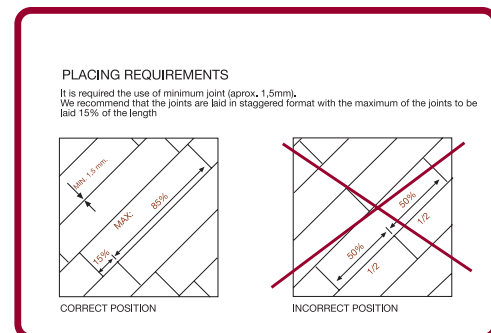 PLACING REQUIREMENTS
It is required the use of minimum joint (aprox. 1,5mm).
We recommend that the joints are laid in staggered format with the maximum of the joints to be
laid 15% of the length
MIN. 1,5 mm.
MAX:
85%
15%
50%
1/2
50%
1/2
CORRECT POSITION
INCORRECT POSITION